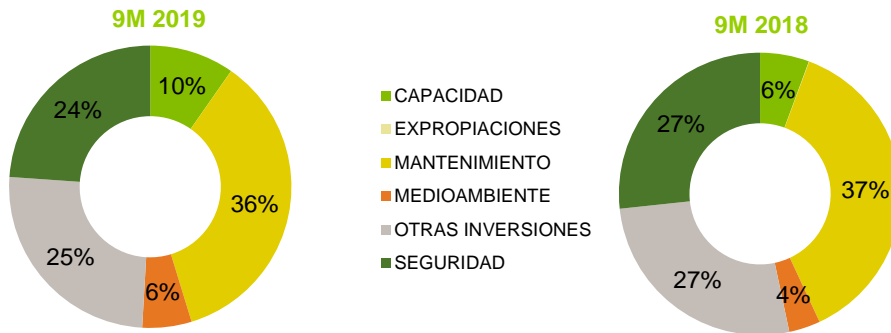 9M 2019
10%
36%
6%
25%
24%
CAPACIDAD
EXPROPIACIONES
MANTENIMIENTO
MEDIOAMBIENTE
OTRAS INVERSIONES
SEGURIDAD
9M 2018
6%
37%
4%
27%
27%